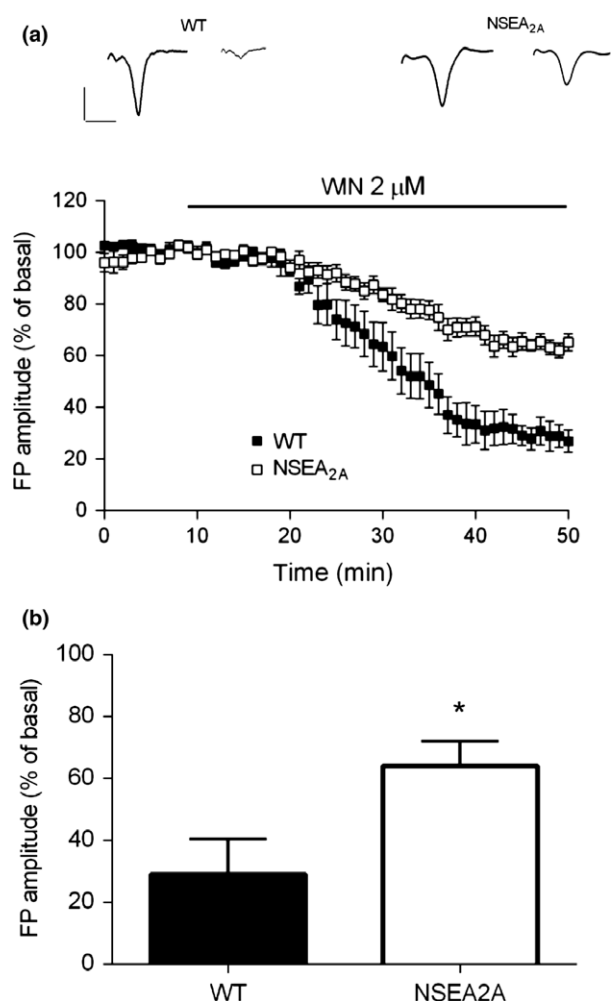 (a)
WT
NSEA2A
WIN 2 µM
120
100
80
60
40
20
0
FP amplitude (% of basal)
WT
NSEA2A
0
10
20
30
40
50
Time (min)
(b)
100
80
60
40
20
0
FP amplitude (% of basal)
*
WT
NSEA2A